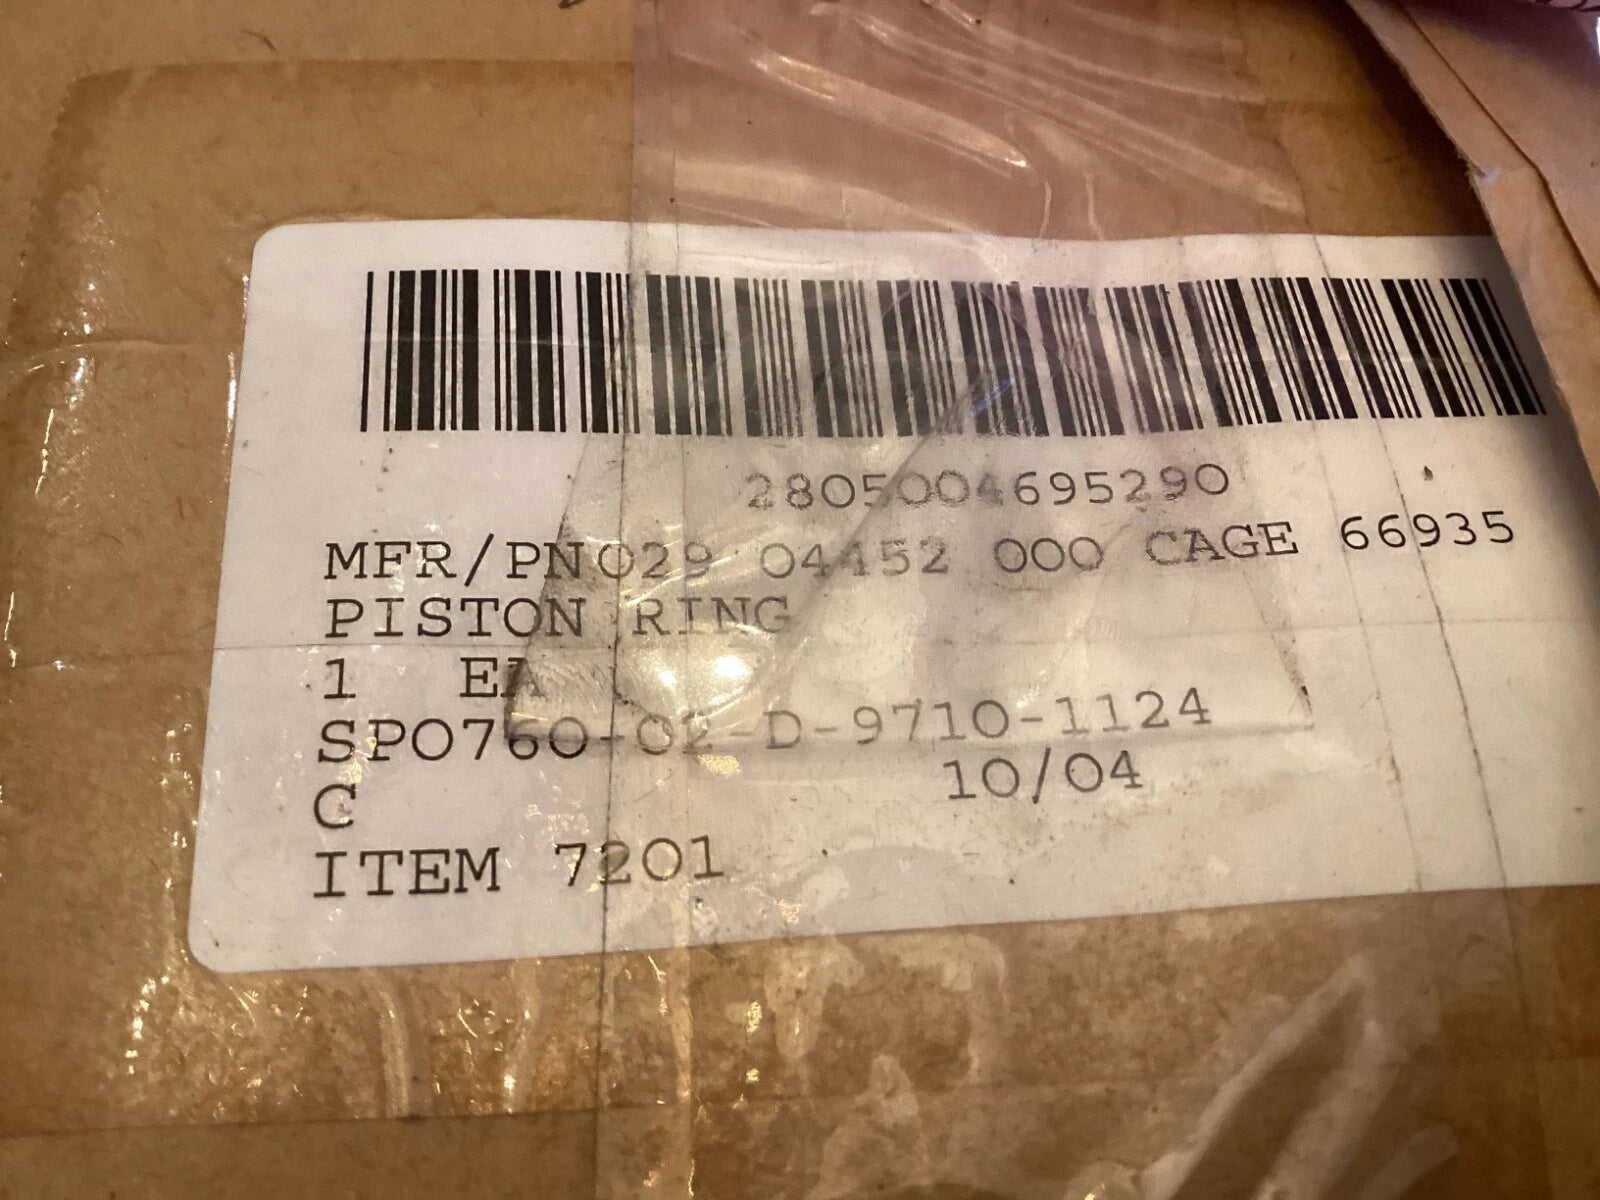 2805004695290
MFR/PN029 04452 000 CAGE 66935
PISTON RING
1 EA
SP0760-02-D-9710-1124
C 10/04
ITEM 7201